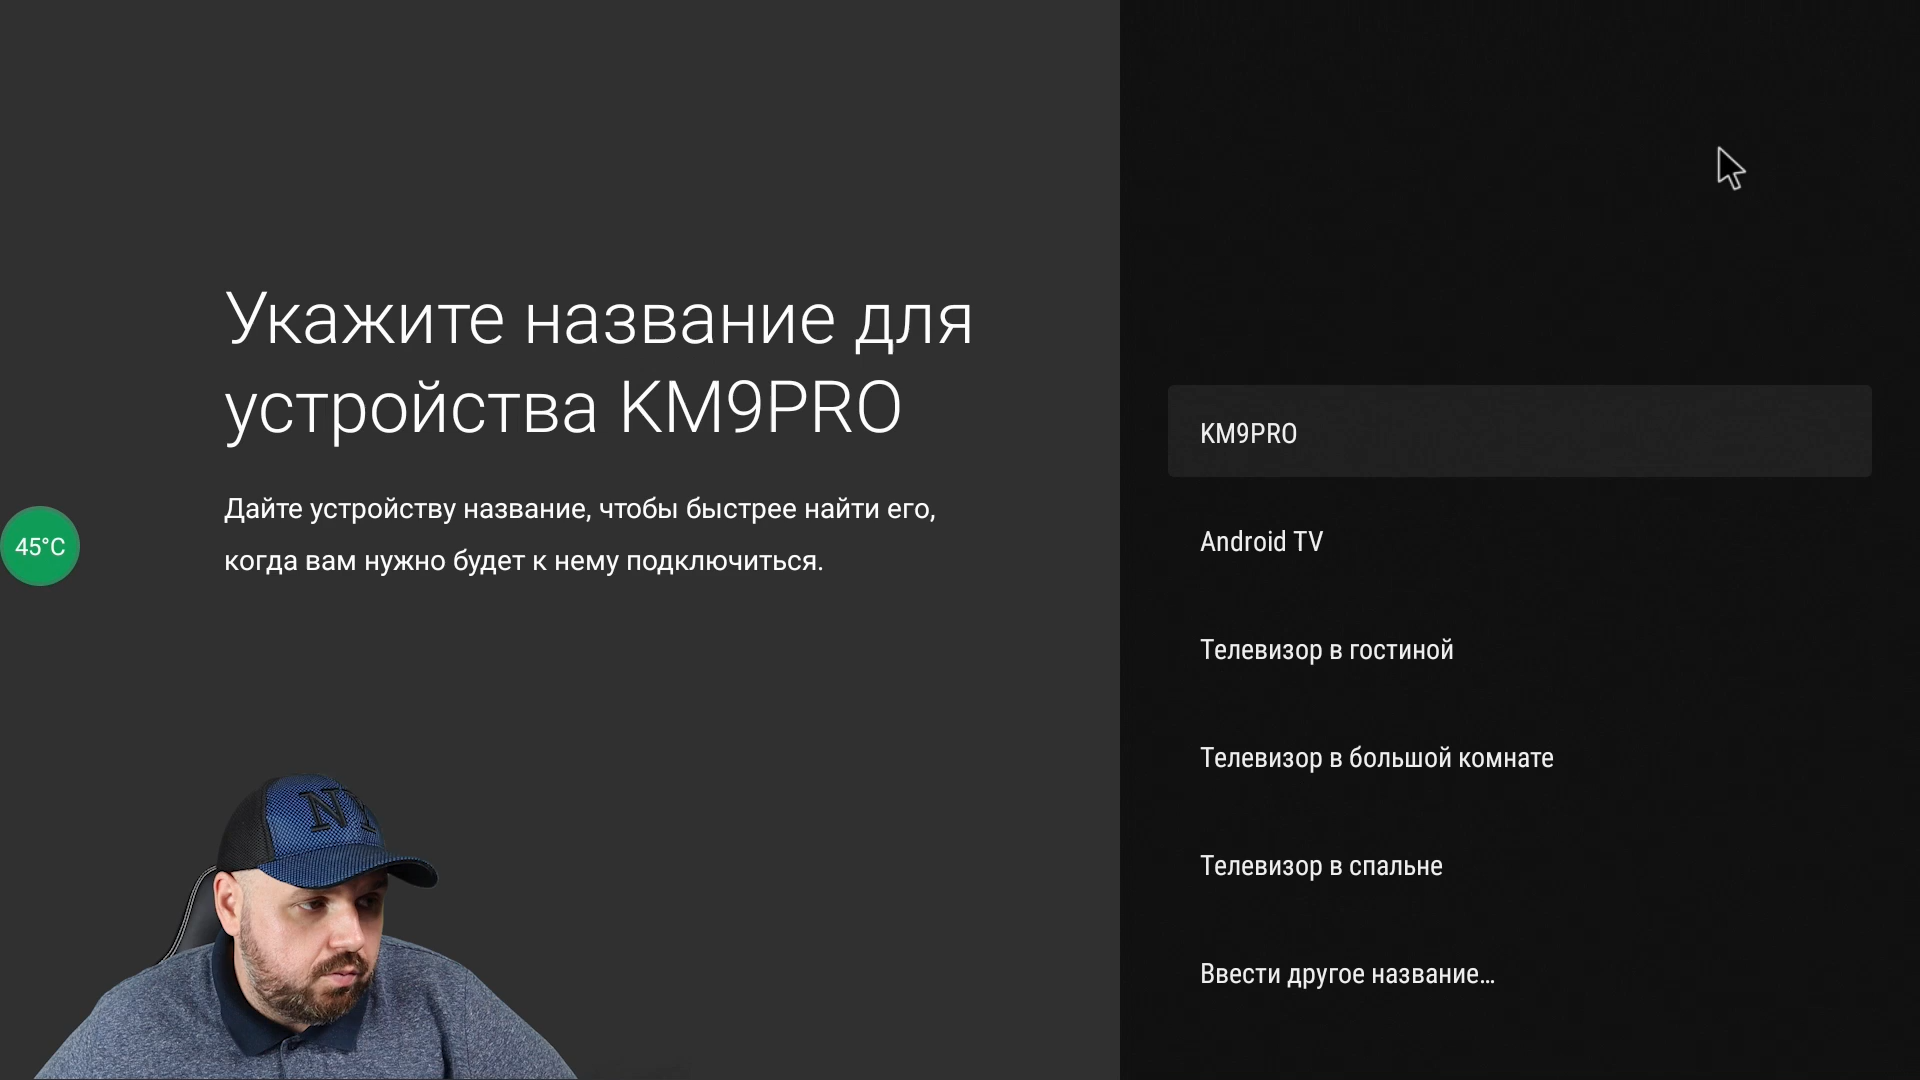 Укажите название для
устройства KM9PRO
Дайте устройству название, чтобы быстрее найти его,
когда вам нужно будет к нему подключиться.
45°C
KM9PRO
Android TV
Телевизор в гостиной
Телевизор в большой комнате
Телевизор в спальне
Ввести другое название...
NY